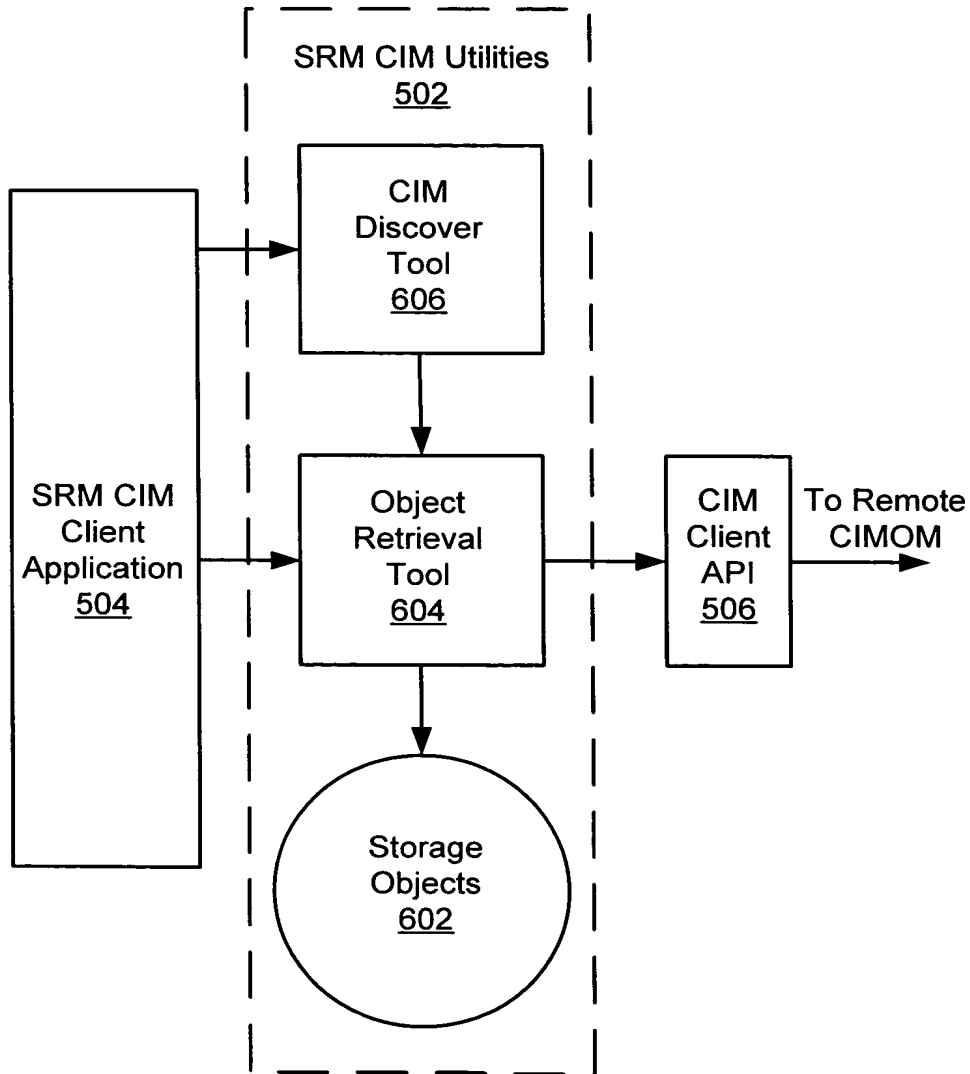 SRM CIM Utilities
502
CIM
Discover
Tool
606
SRM CIM
Client
Application
504
Object
Retrieval
Tool
604
CIM
Client
API
506
To Remote
CIMOM
Storage
Objects
602